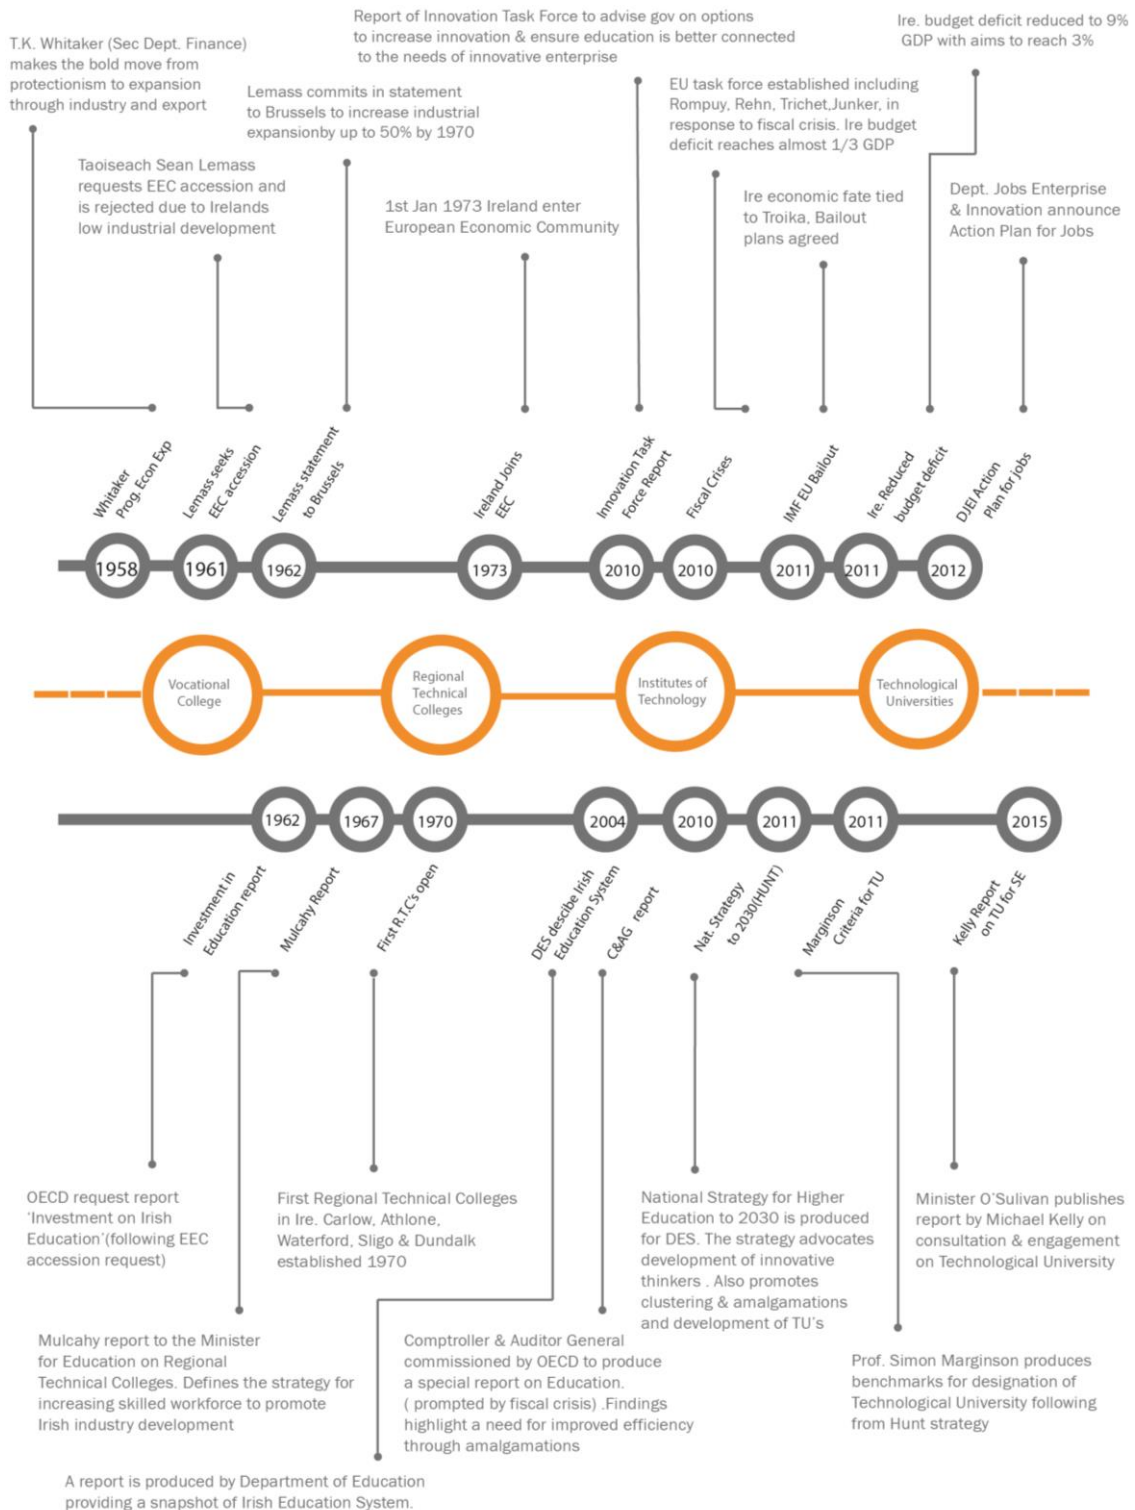 Report of Innovation Task Force to advise gov on options
to increase innovation & ensure education is better connected
to the needs of innovative enterprise
Ire. budget deficit reduced to 9%
GDP with aims to reach 3%
T.K. Whitaker (Sec Dept. Finance)
makes the bold move from
protectionism to expansion
through industry and export
Lemass commits in statement
to Brussels to increase industrial
expansionby up to 50% by 1970
EU task force established including
Rompuy, Rehn, Trichet,Junker, in
response to fiscal crisis. Ire budget
deficit reaches almost 1/3 GDP
Taoiseach Sean Lemass
requests EEC accession and
is rejected due to Irelands
low industrial development
1st Jan 1973 Ireland enter
European Economic Community
Ire economic fate tied
to Troika, Bailout
plans agreed
Dept. Jobs Enterprise
& Innovation announce
Action Plan for Jobs
Whitaker
Prog. Econ Exp
Lemass seeks
EEC accession
Lemass statement
to Brussels
Ireland Joins
EEC
Innovation Task
Force Report
Fiscal Crises
IMF EU Bailout
Ire. Reduced
budget deficit
DJEI Action
Plan for jobs
1958
1961
1962
1973
2010
2010
2011
2011
2012
Vocational
College
Regional
Technical
Colleges
Institutes of
Technology
Technological
Universities
1962
1967
1970
2004
2010
2011
2011
2015
Investment in
Education report
Mulcahy Report
First R.T.C's open
DES descibe Irish
Education System
C&AG report
Nat. Strategy
to 2030(HUNT)
Marginson
Criteria for TU
Kelly Report
on TU for SE
OECD request report
'Investment on Irish
Education'(following EEC
accession request)
First Regional Technical Colleges
in Ire. Carlow, Athlone,
Waterford, Sligo & Dundalk
established 1970
National Strategy for Higher
Education to 2030 is produced
for DES. The strategy advocates
development of innovative
thinkers . Also promotes
clustering & amalgamations
and development of TU's
Minister O'Sulivan publishes
report by Michael Kelly on
consultation & engagement
on Technological University
Mulcahy report to the Minister
for Education on Regional
Technical Colleges. Defines the strategy for
increasing skilled workforce to promote
Irish industry development
Comptroller & Auditor General
commissioned by OECD to produce
a special report on Education.
( prompted by fiscal crisis) .Findings
highlight a need for improved efficiency
through amalgamations
Prof. Simon Marginson produces
benchmarks for designation of
Technological University following
from Hunt strategy
A report is produced by Department of Education
providing a snapshot of Irish Education System.